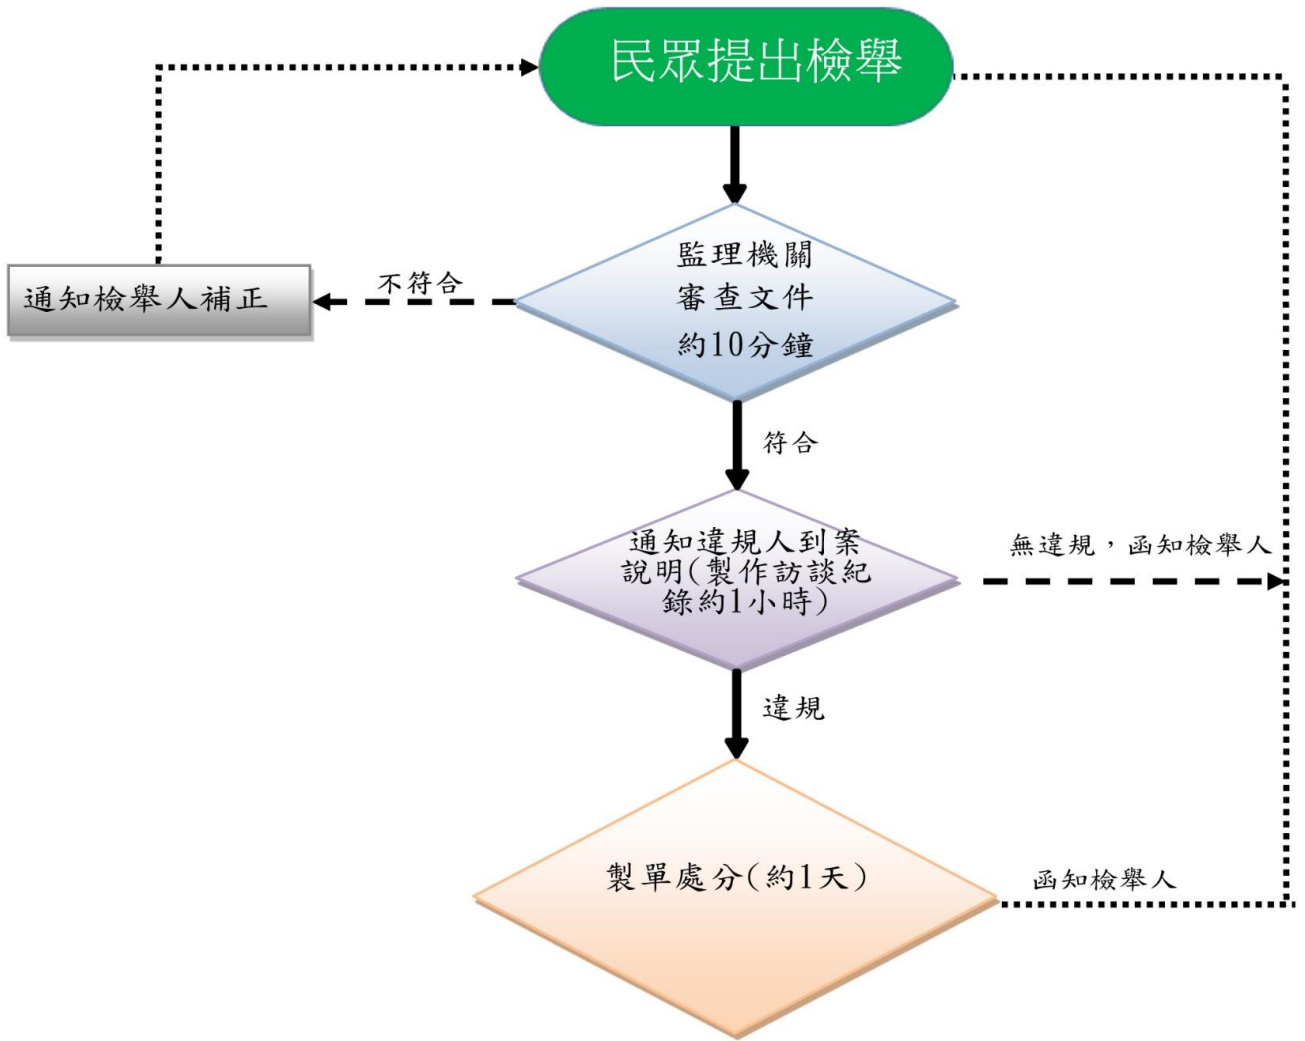 民眾提出檢舉
監理機關
審查文件
約10分鐘
不符合
通知檢舉人補正
符合
通知違規人到案
說明(製作訪談紀
錄約1小時)
無違規，函知檢舉人
違規
製單處分(約1天)
函知檢舉人